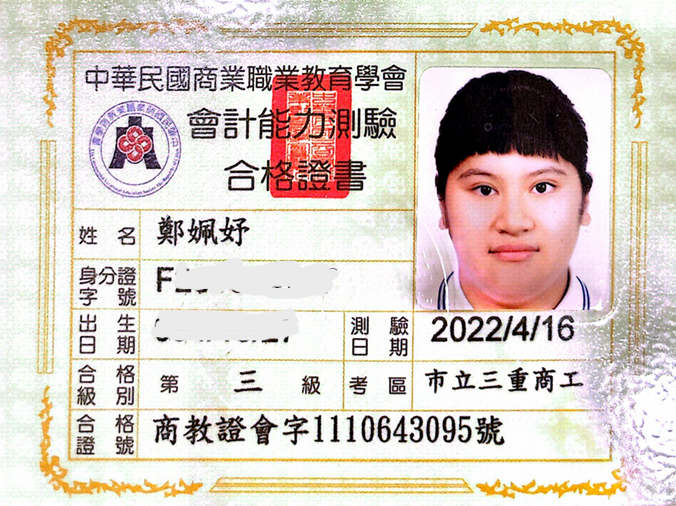 中華民國商業職業教育學會
會計能力測驗
合格證書
姓名 鄭姵妤
身分證字號 F
出生日期 測驗日期 2022/4/16
合格級別 第三級 考區 市立三重商工
合格證號 商教證會字1110643095號